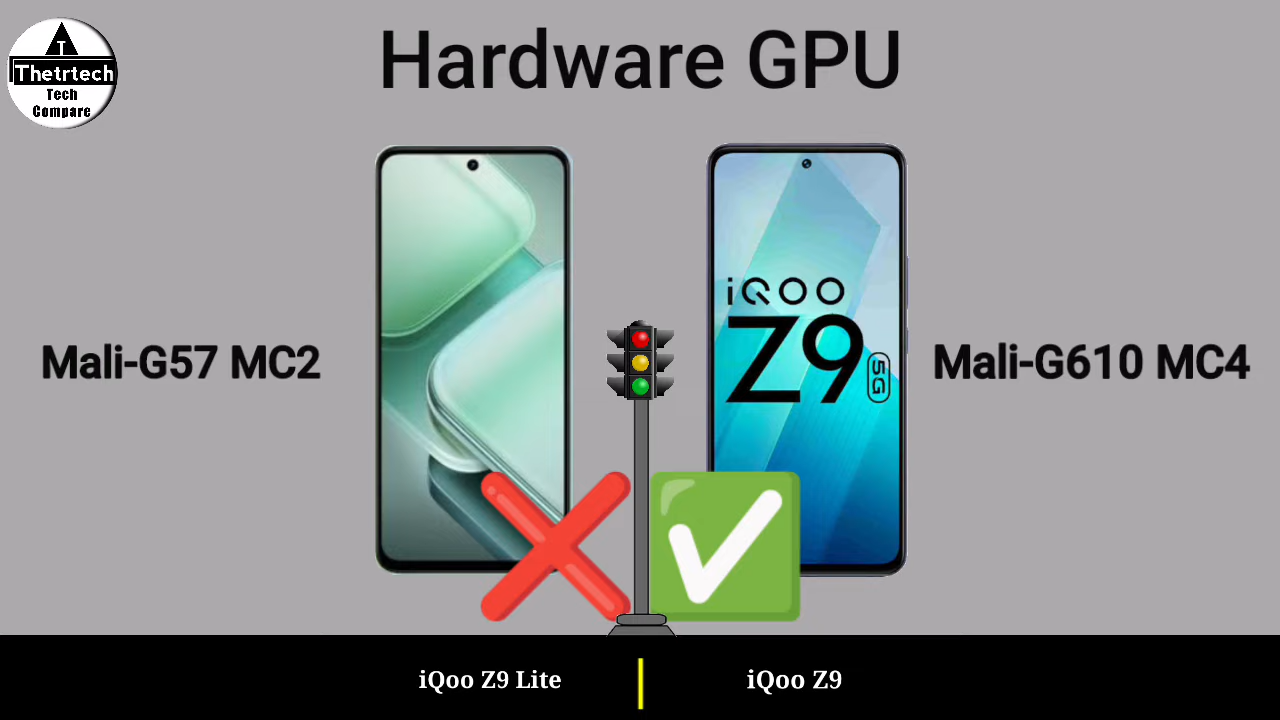 T
Thetrtech
Tech
Compare
Hardware GPU
iQOO
Z9
5G
Mali-G57 MC2
Mali-G610 MC4
iQoo Z9 Lite
iQoo Z9